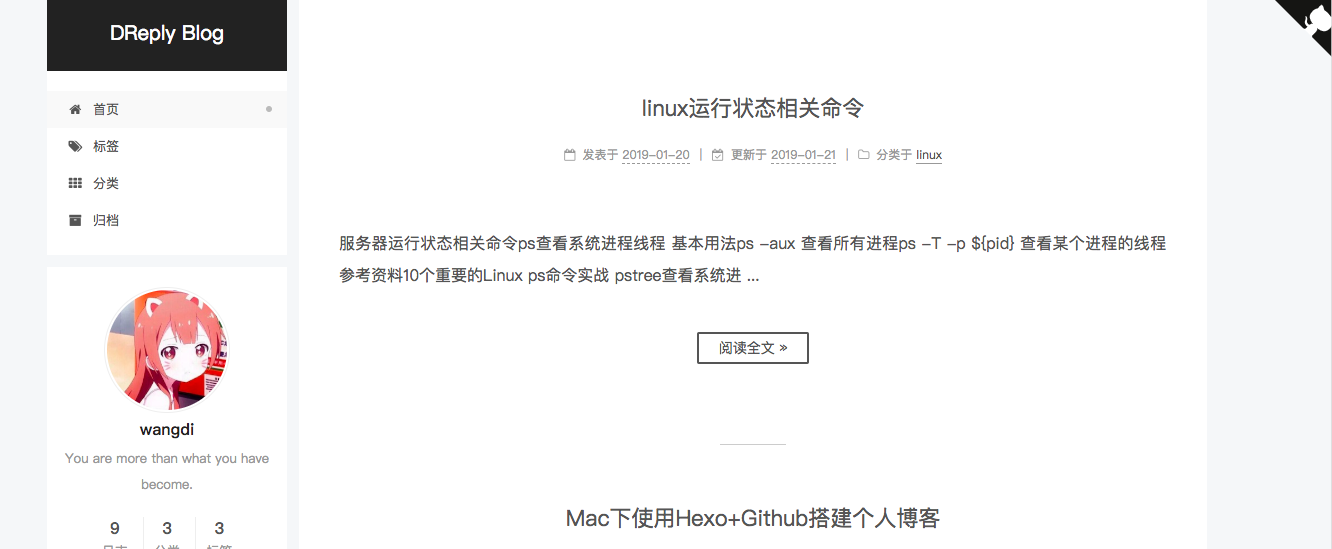 DReply Blog
首页
标签
分类
归档
wangdi
You are more than what you have
become.
9 3 3
日志 分类 标签
linux运行状态相关命令
发表于 2019-01-20 | 更新于 2019-01-21 | 分类于 linux
服务器运行状态相关命令ps查看系统进程线程 基本用法ps -aux 查看所有进程ps -T -p ${pid} 查看某个进程的线程
参考资料10个重要的Linux ps命令实战 pstree查看系统进 ...
阅读全文 »
Mac下使用Hexo+Github搭建个人博客